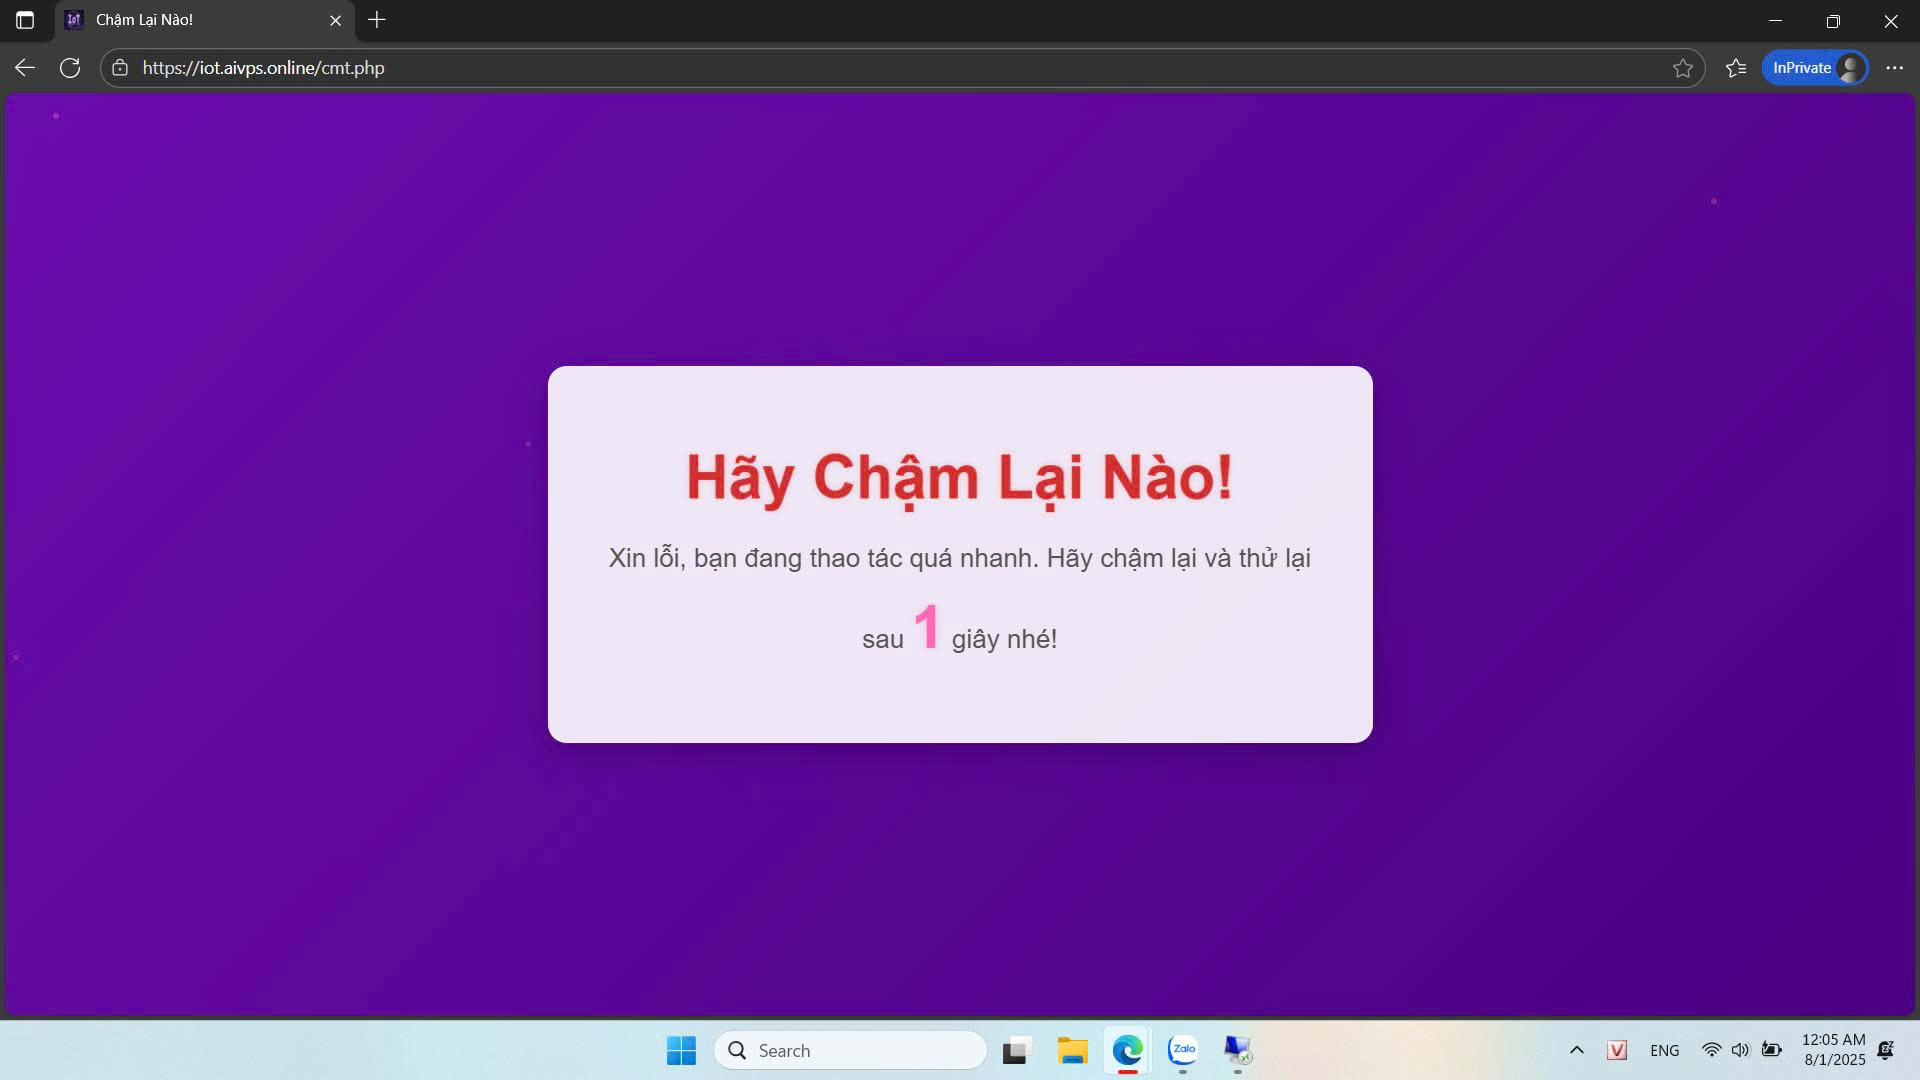 Chậm Lại Nào!
https://iot.aivps.online/cmt.php
InPrivate
Hãy Chậm Lại Nào!
Xin lỗi, bạn đang thao tác quá nhanh. Hãy chậm lại và thử lại
sau 1 giây nhé!
Search
Zalo
V
ENG
12:05 AM
8/1/2025